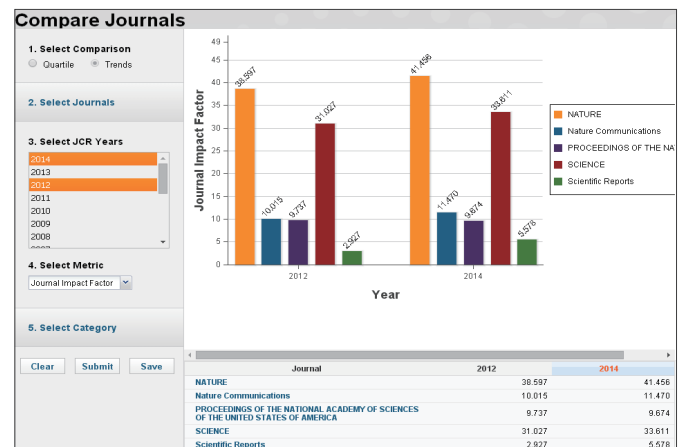 Compare Journals
1. Select Comparison
Quartile Trends
2. Select Journals
3. Select JCR Years
2014
2013
2012
2011
2010
2009
2008
4. Select Metric
Journal Impact Factor
5. Select Category
Clear Submit Save
Journal Impact Factor
49
45
40
35
30
25
20
15
10
5
0
38.597
10.015
9.737
31.027
2.927
41.456
11.470
9.674
33.611
5.578
2012
2014
Year
NATURE
Nature Communications
PROCEEDINGS OF THE NA
SCIENCE
Scientific Reports
Journal 2012 2014
NATURE 38.597 41.456
Nature Communications 10.015 11.470
PROCEEDINGS OF THE NATIONAL ACADEMY OF SCIENCES
OF THE UNITED STATES OF AMERICA 9.737 9.674
SCIENCE 31.027 33.611
Scientific Reports 2.927 5.578